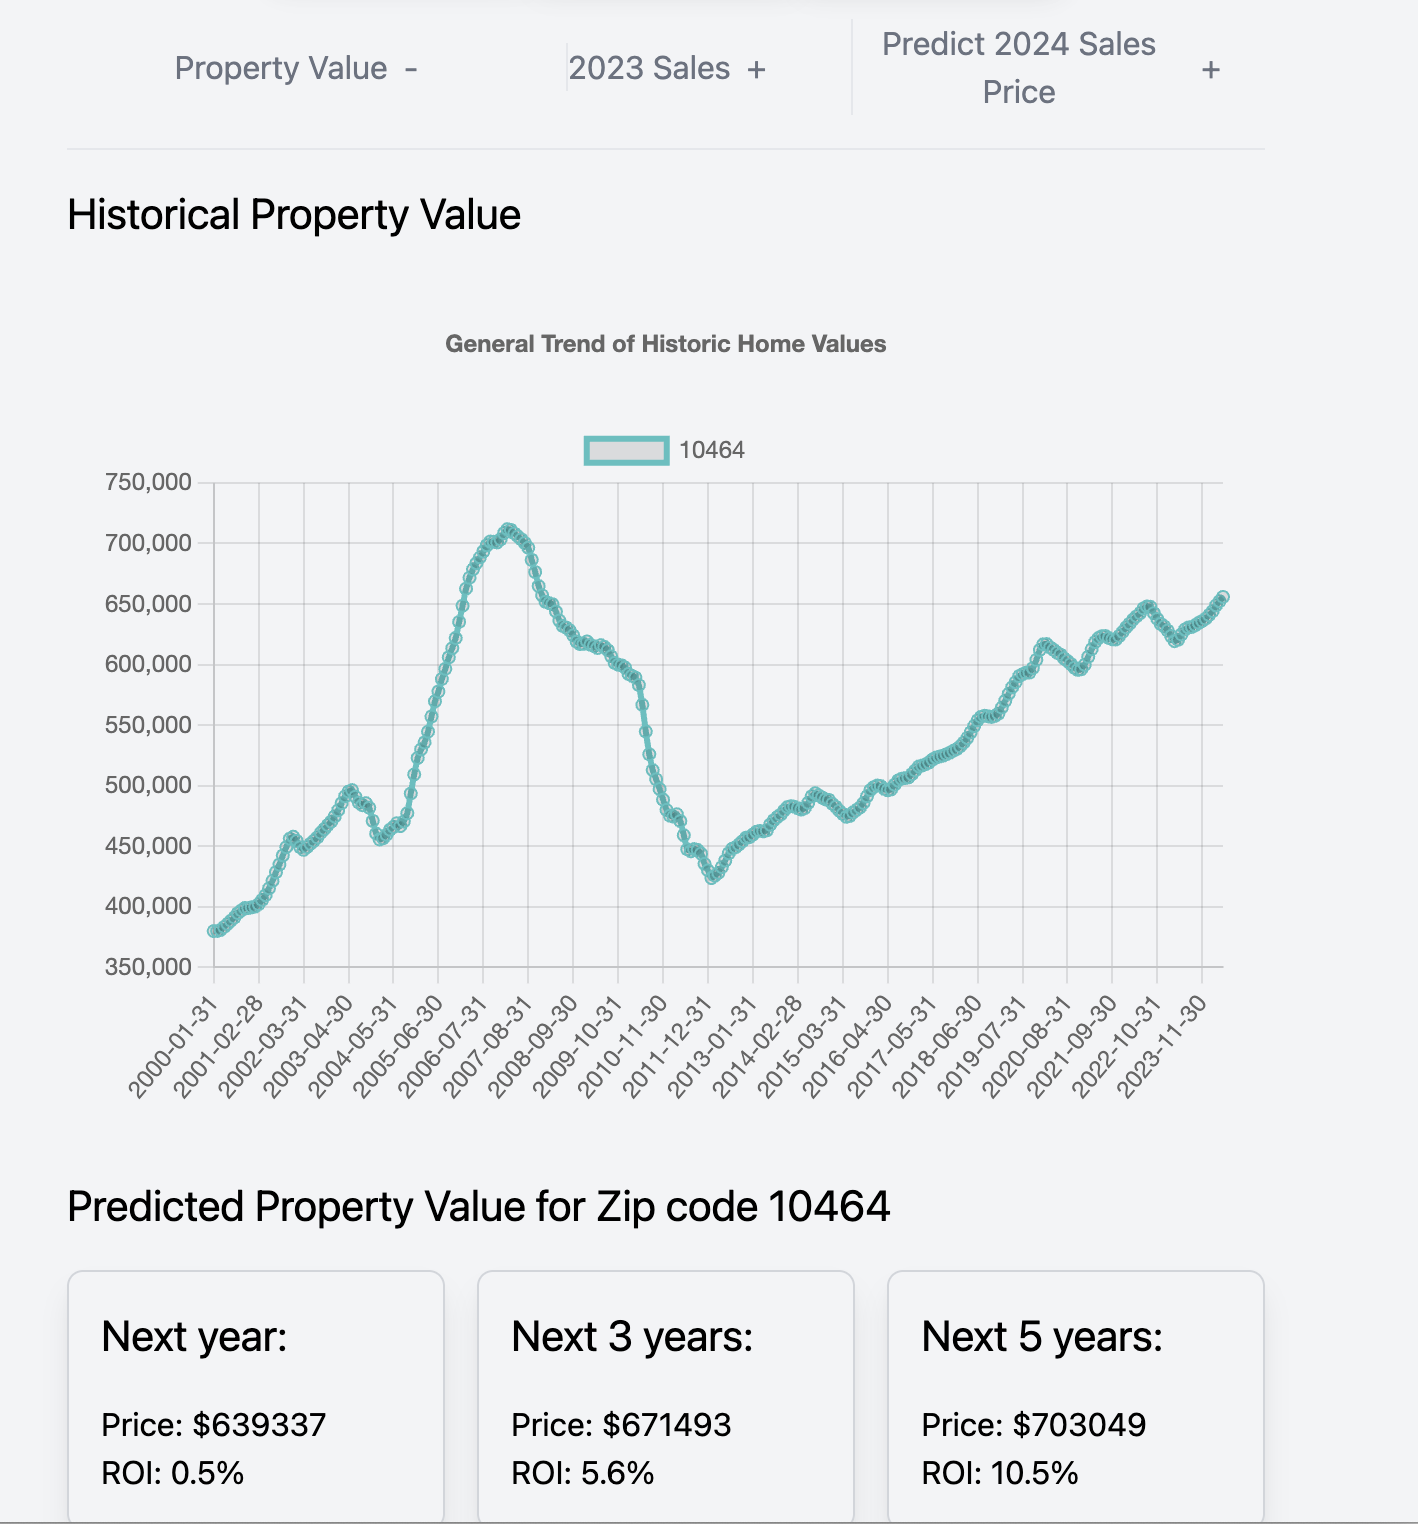 Property Value -
2023 Sales +
Predict 2024 Sales
Price
+
Historical Property Value
General Trend of Historic Home Values
10464
750,000
700,000
650,000
600,000
550,000
500,000
450,000
400,000
350,000
2000-01-31
2001-02-28
2002-03-31
2003-04-30
2004-05-31
2005-06-30
2006-07-31
2007-08-31
2008-09-30
2009-10-31
2010-11-30
2011-12-31
2013-01-31
2014-02-28
2015-03-31
2016-04-30
2017-05-31
2018-06-30
2019-07-31
2020-08-31
2021-09-30
2022-10-31
2023-11-30
Predicted Property Value for Zip code 10464
Next year:
Price: $639337
ROI: 0.5%
Next 3 years:
Price: $671493
ROI: 5.6%
Next 5 years:
Price: $703049
ROI: 10.5%